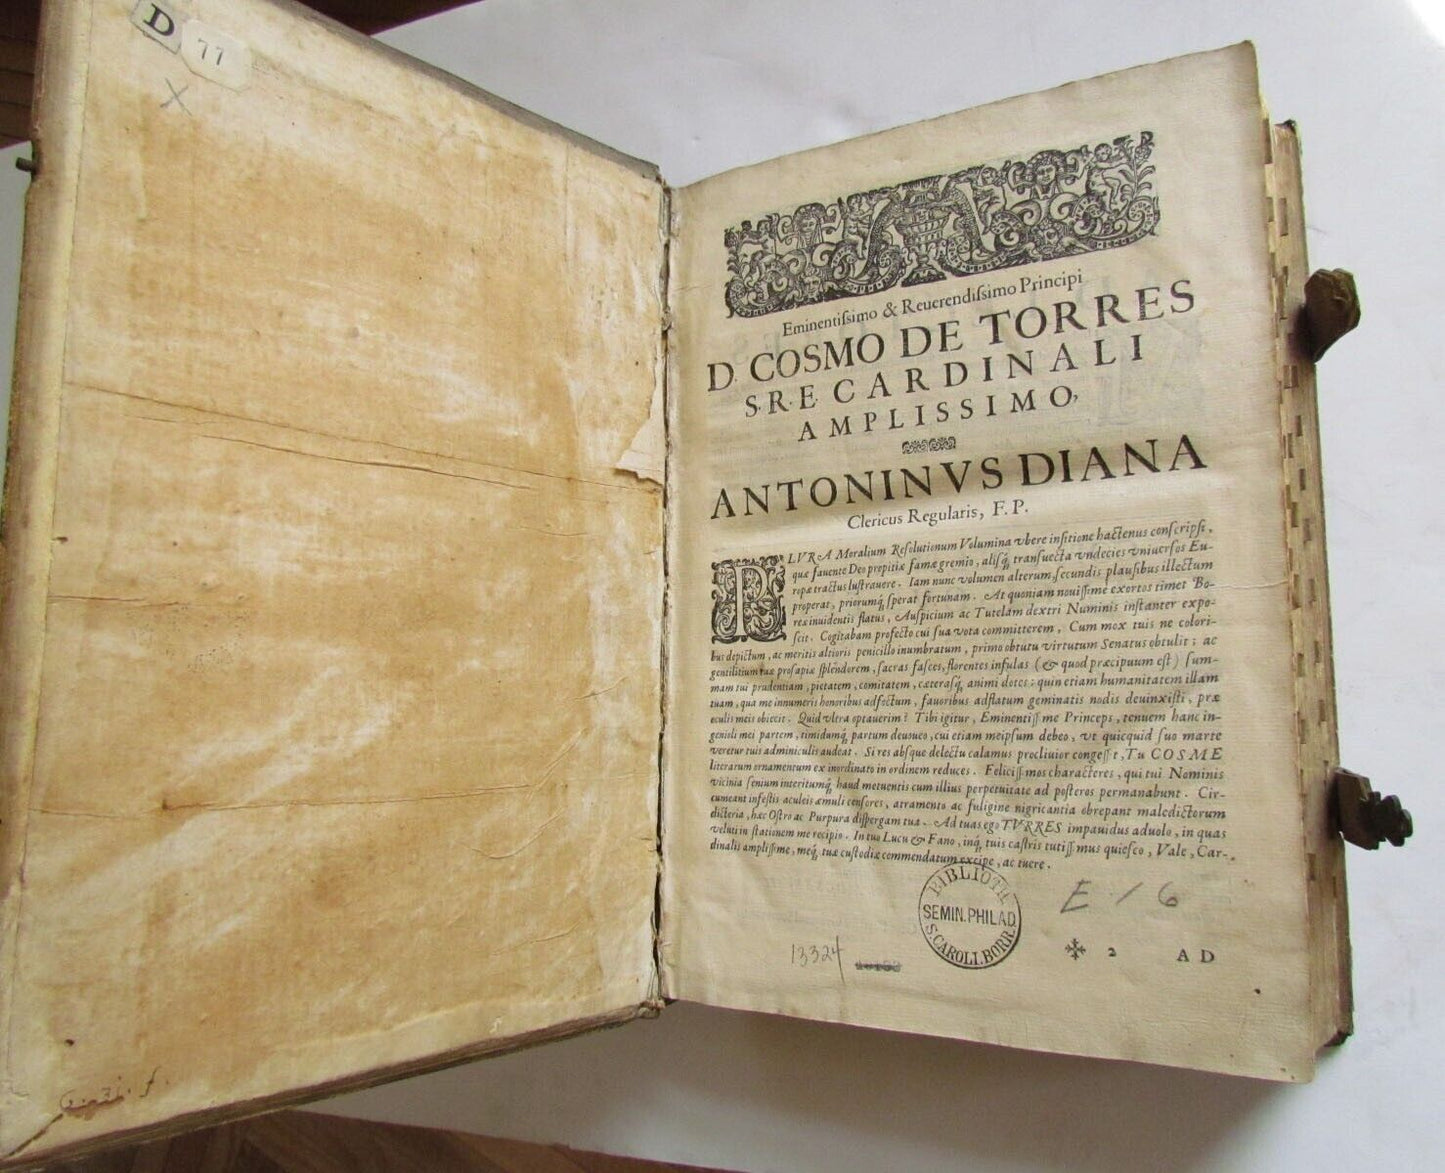 D
77
X
Eminentiſsimo & Reuerendiſsimo Principi
D. COSMO DE TORRES
S.R.E. CARDINALI
AMPLISSIMO,
ANTONINVS DIANA
Clericus Regularis, F. P.
PLVRA Moralium Reſolutionum Volumina vbere inſitione hactenus conſcripſi,
quæ fauente Deo propitiæ famæ gremio, aliſq; tranſuecta vndecies vniuerſos Eu-
ropæ tractus luſtrauere. Iam nunc volumen alterum, ſecundis plauſibus illectum
properat, priorumq; ſperat fortunam. At quoniam nouiſſimè exortos timet Bo-
reæ inuidentis flatus, Auſpicium ac Tutelam dextri Numinis inſtanter expo-
ſcit. Cogitabam profectò cui ſua vota committerem, Cum mox tuis ne colori-
bus depictum, ac meritis altioris penicillo inumbratum, primo obtutu virtutum Senatus obtulit: ac
gentilitium tuæ proſapiæ ſplendorem, ſacras faſces, florentes infulas (& quod præcipuum eſt) ſum-
mam tui prudentiam, pietatem, comitatem, cæteraſq; animi dotes: quin etiam humanitatem illam
tuam, qua me innumeris honoribus adfectum, fauoribus adflatum geminatis nodis deuinxiſti, præ
oculis meis obiecit. Quid vltra optauerim? Tibi igitur, Eminentiſſime Princeps, tenuem hanc in-
genioli mei partem, timidumq; partum deuoueo, cui etiam meipſum debeo, vt quicquid ſuo marte
veretur tuis adminiculis audeat. Si res abſque delectu calamus procliuior congeſſit, Tu COSME
literarum ornamentum ex inordinato in ordinem reduces. Feliciſſimos characteres, qui tui Nominis
vicinia ſenium interitumq; haud metuentis cum illius perpetuitate ad poſteros permanabunt. Cir-
cumeant infeſtis aculeis æmuli cenſores, atramento ac fuligine nigricantia obrepant maledictorum
dicteria, hæc Oſtro ac Purpura diſpergam tua. Ad tuas ego TVRRES impauidus aduolo, in quas
velut in ſtationem me recipio. In tuo Lucu & Fano, inq; tuis caſtris tutiſſimus quieſco, Vale, Car-
dinalis ampliſſime, meq; tuæ cuſtodiæ commendatum excipe, ac tuere.
BIBLIOTH.
SEMIN. PHILAD.
S. CAROLI. BORR.
E / 6
13324
2 AD